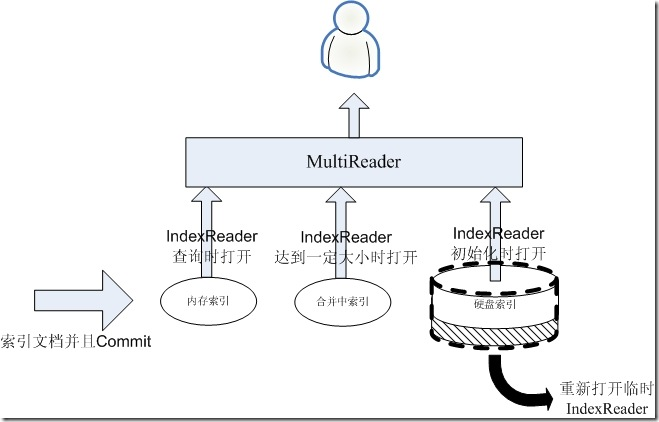 MultiReader
IndexReader
查询时打开
IndexReader
达到一定大小时打开
IndexReader
初始化时打开
内存索引
合并中索引
硬盘索引
索引文档并且Commit
重新打开临时
IndexReader